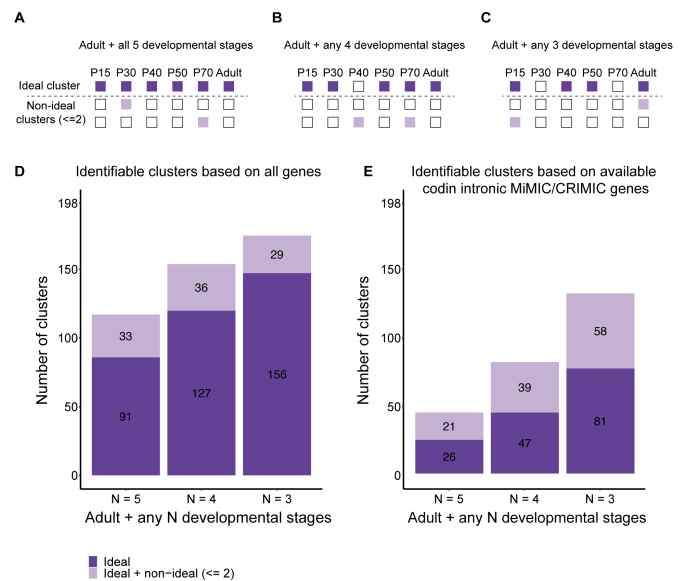 A
B
C
Adult + all 5 developmental stages
Adult + any 4 developmental stages
Adult + any 3 developmental stages
P15 P30 P40 P50 P70 Adult
P15 P30 P40 P50 P70 Adult
P15 P30 P40 P50 P70 Adult
Ideal cluster
Non-ideal
clusters (<=2)
D
Identifiable clusters based on all genes
198
150
100
50
0
Number of clusters
33
91
36
127
29
156
N = 5
N = 4
N = 3
Adult + any N developmental stages
E
Identifiable clusters based on available
codin intronic MiMIC/CRIMIC genes
198
150
100
50
0
Number of clusters
21
26
39
47
58
81
N = 5
N = 4
N = 3
Adult + any N developmental stages
Ideal
Ideal + non-ideal (<= 2)